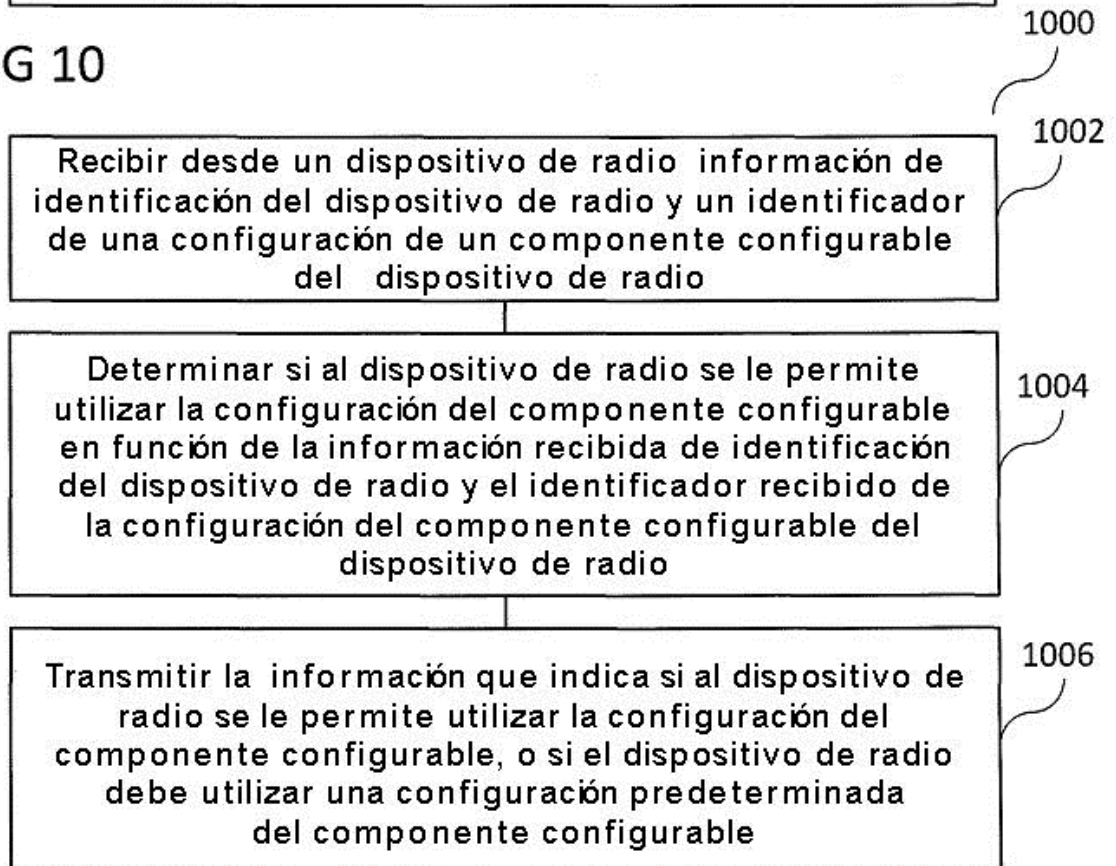 1000
G 10
1002
Recibir desde un dispositivo de radio información de
identificación del dispositivo de radio y un identificador
de una configuración de un componente configurable
del dispositivo de radio
Determinar si al dispositivo de radio se le permite
utilizar la configuración del componente configurable
en función de la información recibida de identificación
del dispositivo de radio y el identificador recibido de
la configuración del componente configurable del
dispositivo de radio
1004
Transmitir la información que indica si al dispositivo de
radio se le permite utilizar la configuración del
componente configurable, o si el dispositivo de radio
debe utilizar una configuración predeterminada
del componente configurable
1006